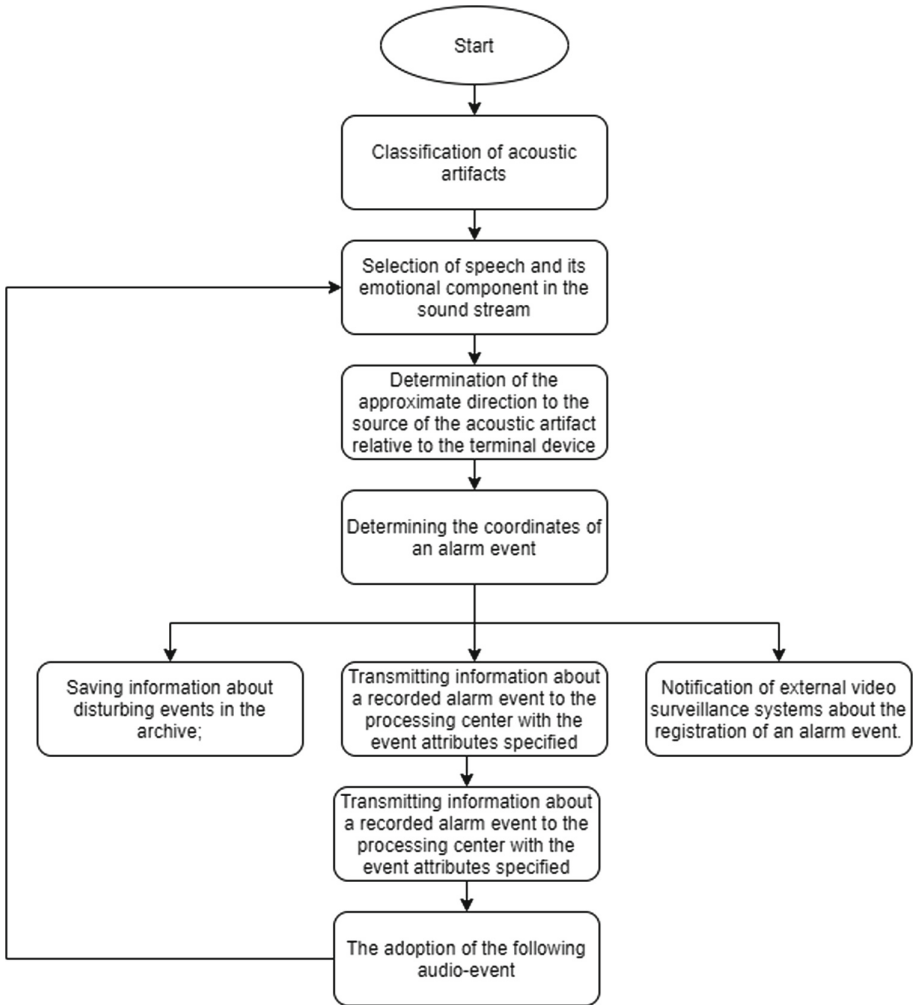 Start
Classification of acoustic
artifacts
Selection of speech and its
emotional component in the
sound stream
Determination of the
approximate direction to the
source of the acoustic artifact
relative to the terminal device
Determining the coordinates of
an alarm event
Saving information about
disturbing events in the
archive;
Transmitting information about
a recorded alarm event to the
processing center with the
event attributes specified
Notification of external video
surveillance systems about the
registration of an alarm event.
Transmitting information about
a recorded alarm event to the
processing center with the
event attributes specified
The adoption of the following
audio-event